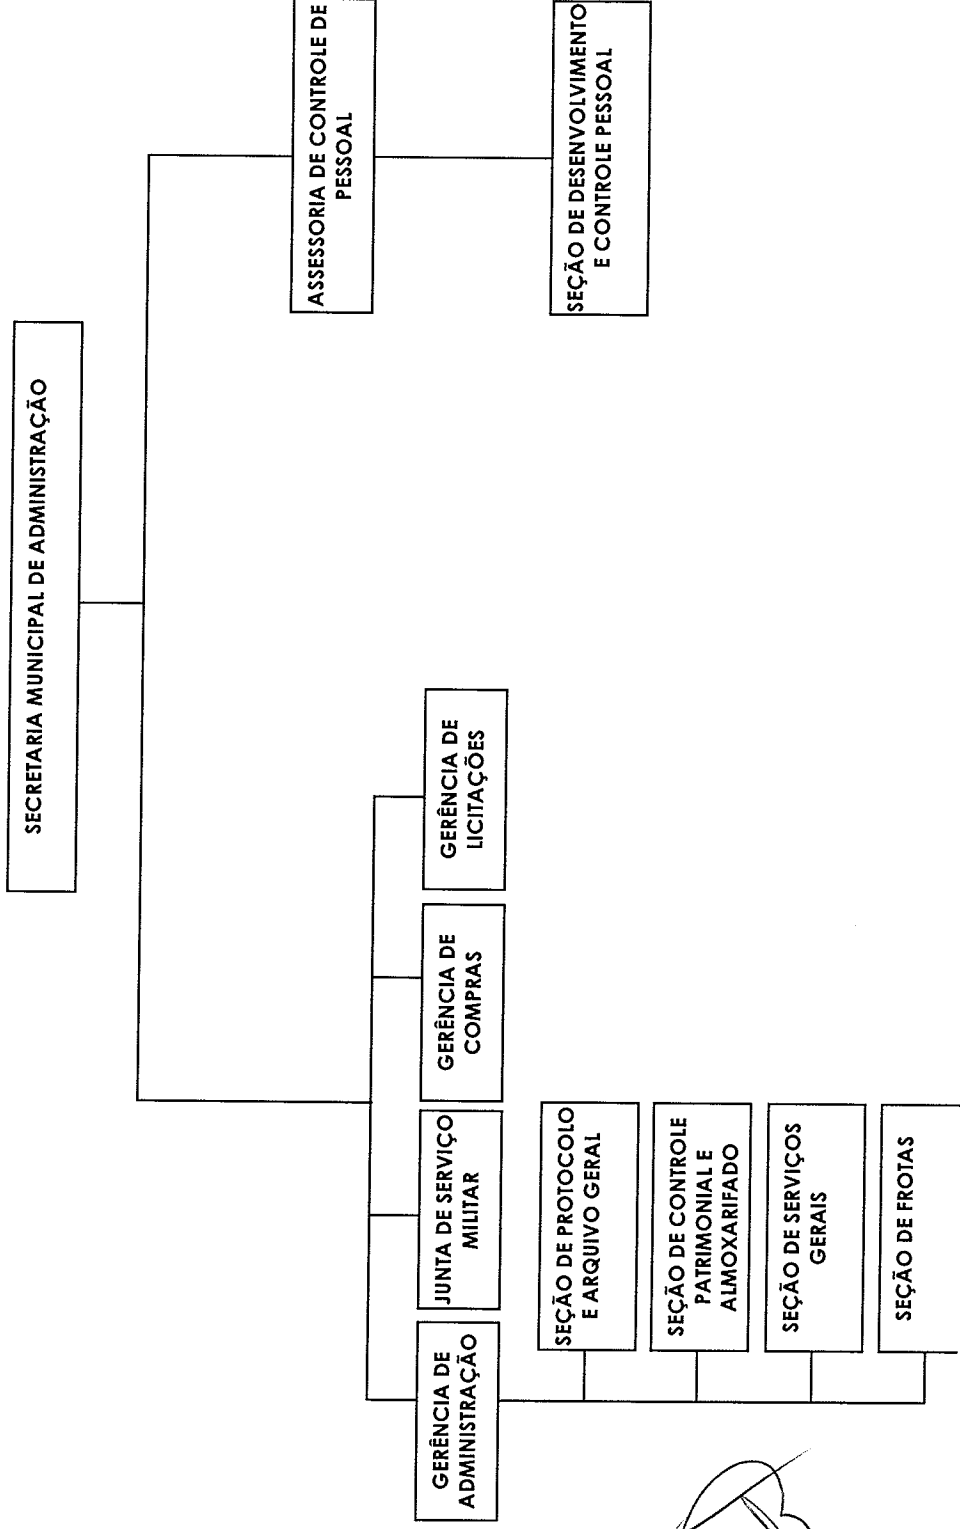 SECRETARIA MUNICIPAL DE ADMINISTRAÇÃO
ASSESSORIA DE CONTROLE DE
PESSOAL
SEÇÃO DE DESENVOLVIMENTO
E CONTROLE PESSOAL
GERÊNCIA DE
ADMINISTRAÇÃO
JUNTA DE SERVIÇO
MILITAR
GERÊNCIA DE
COMPRAS
GERÊNCIA DE
LICITAÇÕES
SEÇÃO DE PROTOCOLO
E ARQUIVO GERAL
SEÇÃO DE CONTROLE
PATRIMONIAL E
ALMOXARIFADO
SEÇÃO DE SERVIÇOS
GERAIS
SEÇÃO DE FROTAS